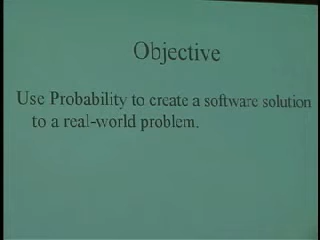 Objective
Use Probability to create a software solution
to a real-world problem.